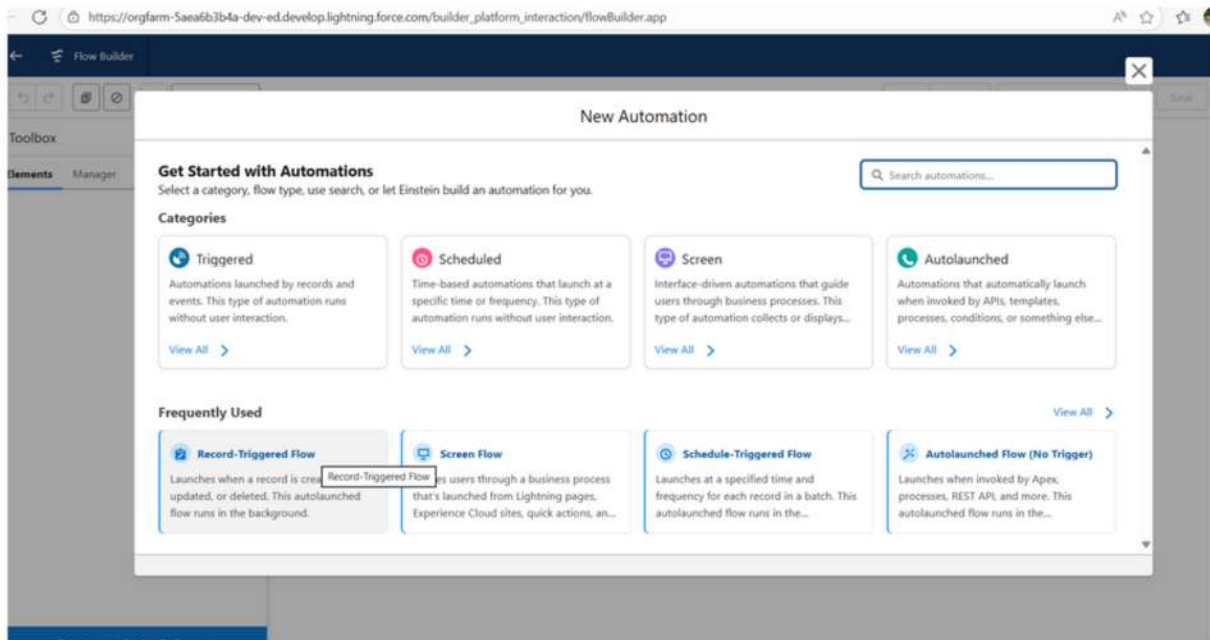 https://orgfarm-5aea6b3b4a-dev-ed.develop.lightning.force.com/builder_platform_interaction/flowBuilder.app
Flow Builder
Save
Toolbox
Elements Manager
New Automation
Get Started with Automations
Select a category, flow type, use search, or let Einstein build an automation for you.
Search automations...
Categories
Triggered
Automations launched by records and
events. This type of automation runs
without user interaction.
View All
Scheduled
Time-based automations that launch at a
specific time or frequency. This type of
automation runs without user interaction.
View All
Screen
Interface-driven automations that guide
users through business processes. This
type of automation collects or displays...
View All
Autolaunched
Automations that automatically launch
when invoked by APIs, templates,
processes, conditions, or something else...
View All
Frequently Used
View All
Record-Triggered Flow
Launches when a record is crea
updated, or deleted. This autolaunched
flow runs in the background.
Record-Triggered Flow
Screen Flow
es users through a business process
that's launched from Lightning pages,
Experience Cloud sites, quick actions, an...
Schedule-Triggered Flow
Launches at a specified time and
frequency for each record in a batch. This
autolaunched flow runs in the...
Autolaunched Flow (No Trigger)
Launches when invoked by Apex,
processes, REST API, and more. This
autolaunched flow runs in the...